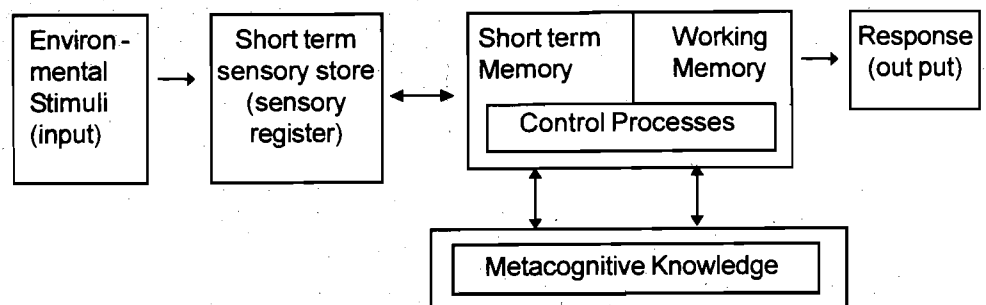 Environ -
mental
Stimuli
(input)
Short term
sensory store
(sensory
register)
Short term
Memory
Working
Memory
Control Processes
Response
(out put)
Metacognitive Knowledge